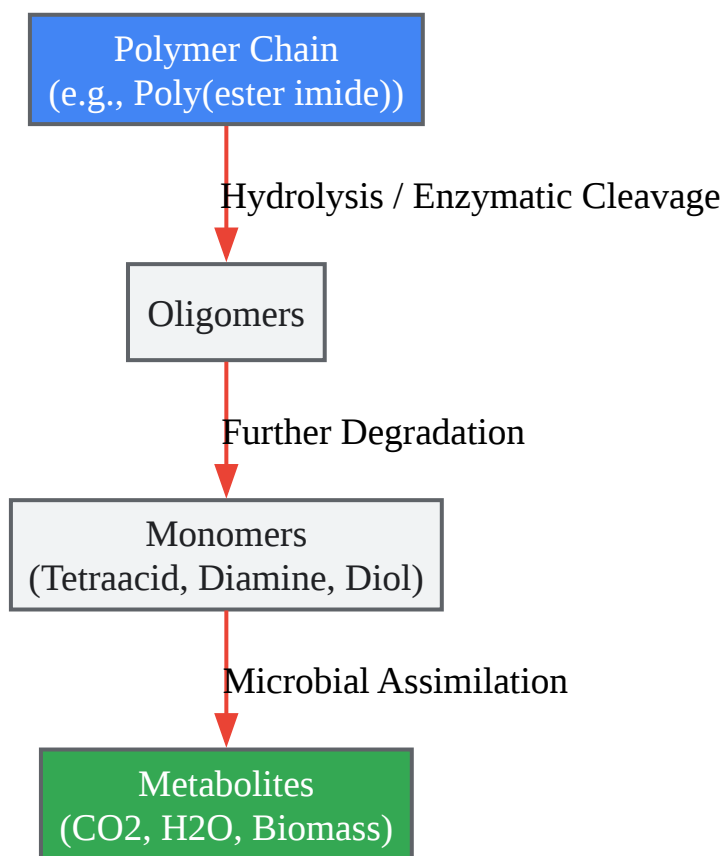 Polymer Chain
(e.g., Poly(ester imide))
Hydrolysis / Enzymatic Cleavage
Oligomers
Further Degradation
Monomers
(Tetraacid, Diamine, Diol)
Microbial Assimilation
Metabolites
(CO2, H2O, Biomass)